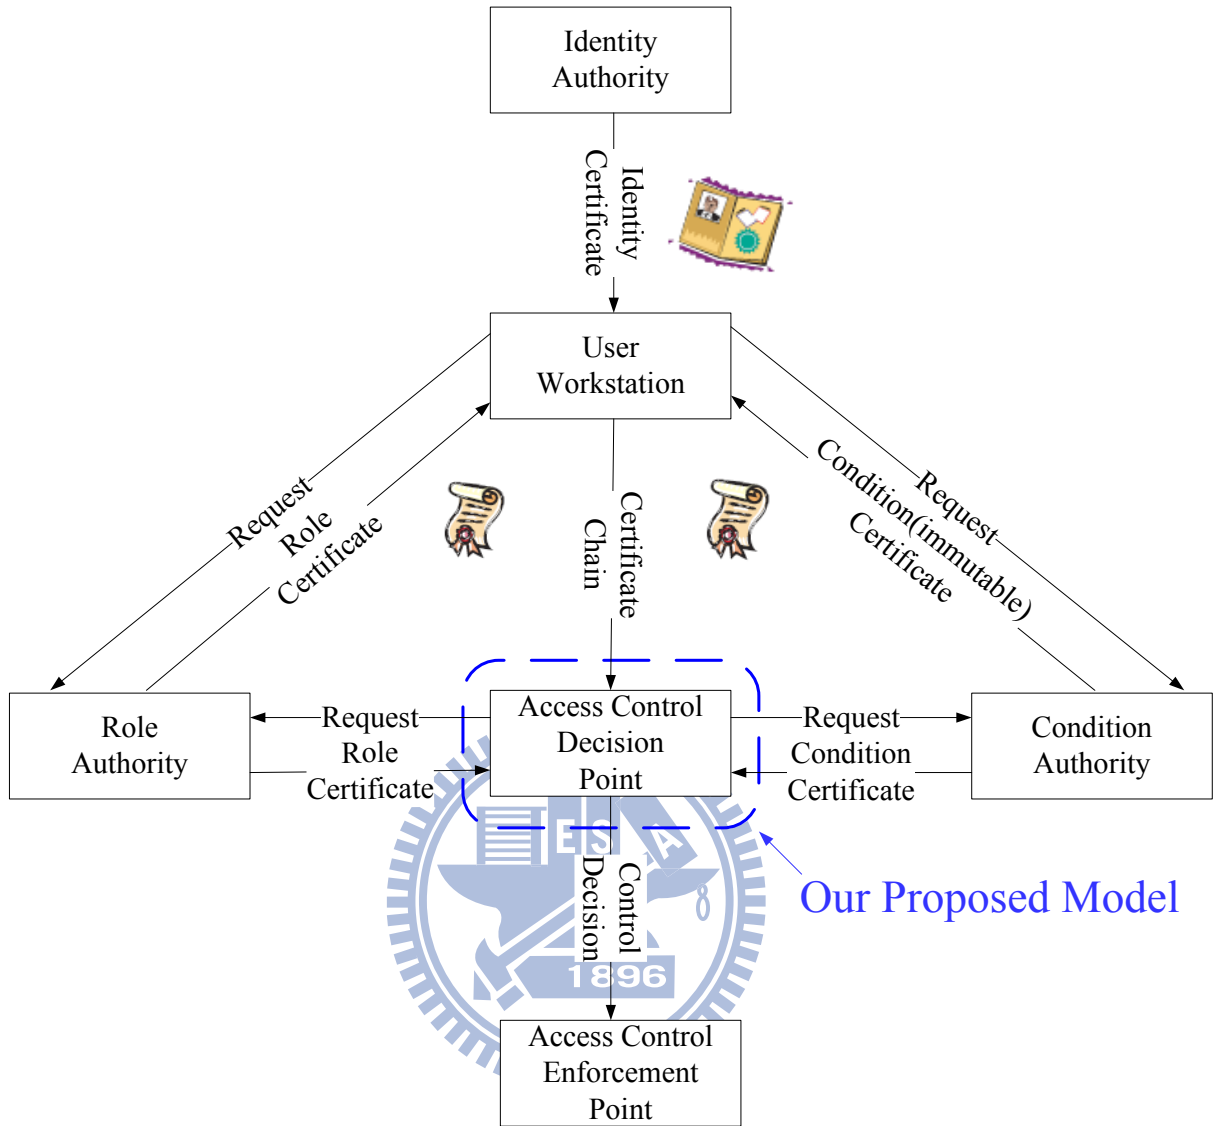 Identity
Authority
Identity
Certificate
User
Workstation
Request
Role
Certificate
Certificate
Chain
Request
Condition(immutable)
Certificate
Role
Authority
Request
Role
Certificate
Access Control
Decision
Point
Request
Condition
Certificate
Condition
Authority
E S A
Our Proposed Model
Control
Decision
1896
Access Control
Enforcement
Point